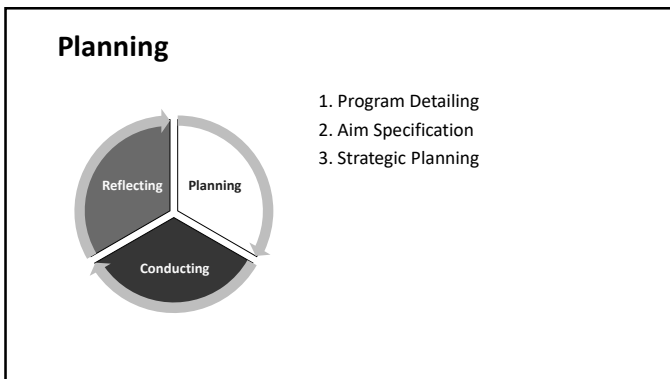 Planning
1. Program Detailing
2. Aim Specification
3. Strategic Planning
Reflecting
Planning
Conducting